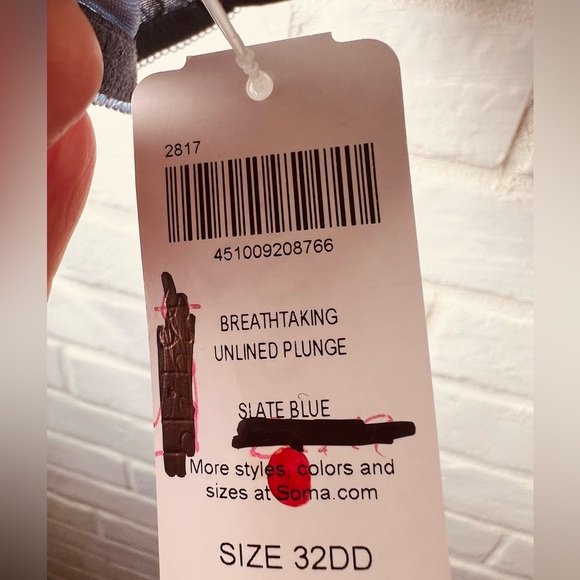 2817
451009208766
BREATHTAKING
UNLINED PLUNGE
SLATE BLUE
More styles, colors and
sizes at Soma.com
SIZE 32DD